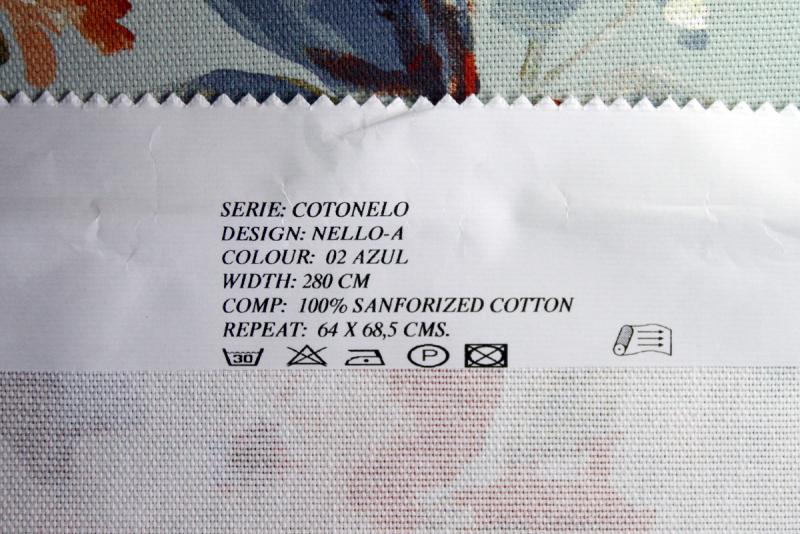 SERIE: COTONELO
DESIGN: NELLO-A
COLOUR: 02 AZUL
WIDTH: 280 CM
COMP: 100% SANFORIZED COTTON
REPEAT: 64 X 68,5 CMS.
30 P